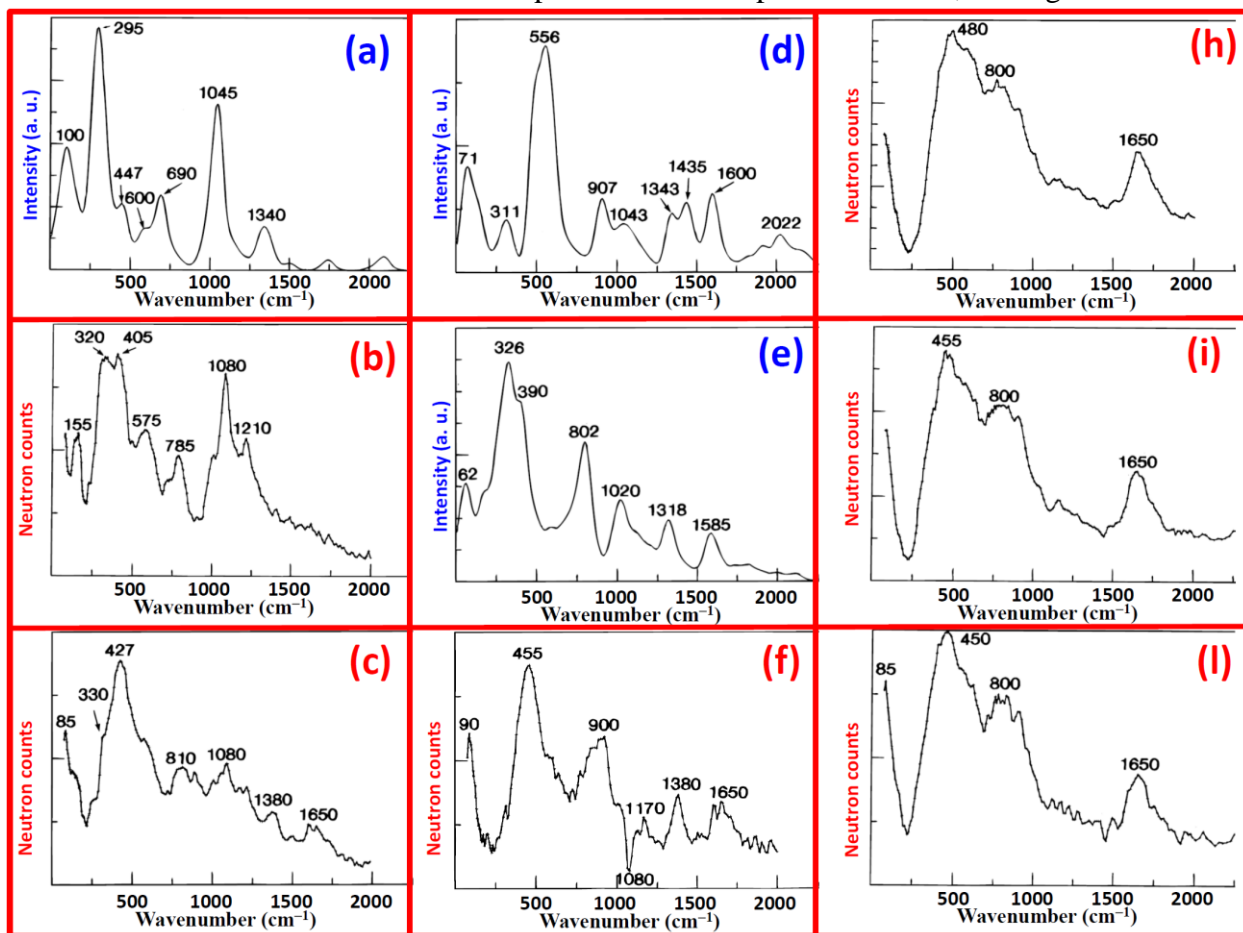 (a)
295
1045
100
447
600
690
1340
Intensity (a. u.)
500 1000 1500 2000
Wavenumber (cm⁻¹)
(d)
556
71
311
907
1043
1343
1435
1600
2022
Intensity (a. u.)
500 1000 1500 2000
Wavenumber (cm⁻¹)
(h)
480
800
1650
Neutron counts
500 1000 1500 2000
Wavenumber (cm⁻¹)
(b)
320 405
1080
155
575
785
1210
Neutron counts
500 1000 1500 2000
Wavenumber (cm⁻¹)
(e)
326
390
802
62
1020
1318
1585
Intensity (a. u.)
500 1000 1500 2000
Wavenumber (cm⁻¹)
(i)
455
800
1650
Neutron counts
500 1000 1500 2000
Wavenumber (cm⁻¹)
(c)
427
330
85
810
1080
1380
1650
Neutron counts
500 1000 1500 2000
Wavenumber (cm⁻¹)
(f)
455
90
900
1170
1380
1650
1080
Neutron counts
500 1000 1500 2000
Wavenumber (cm⁻¹)
(l)
450
85
800
1650
Neutron counts
500 1000 1500 2000
Wavenumber (cm⁻¹)